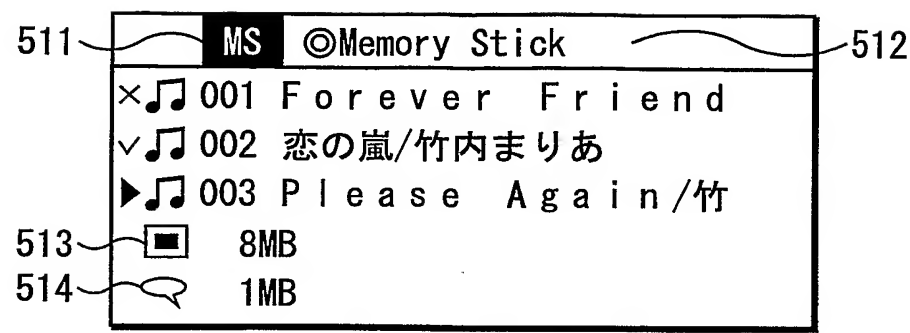 511 MS ◎Memory Stick 512
×♫001 Forever Friend
✓♫002 恋の嵐/竹内まりあ
▶♫003 Please Again/竹
513 8MB
514 1MB